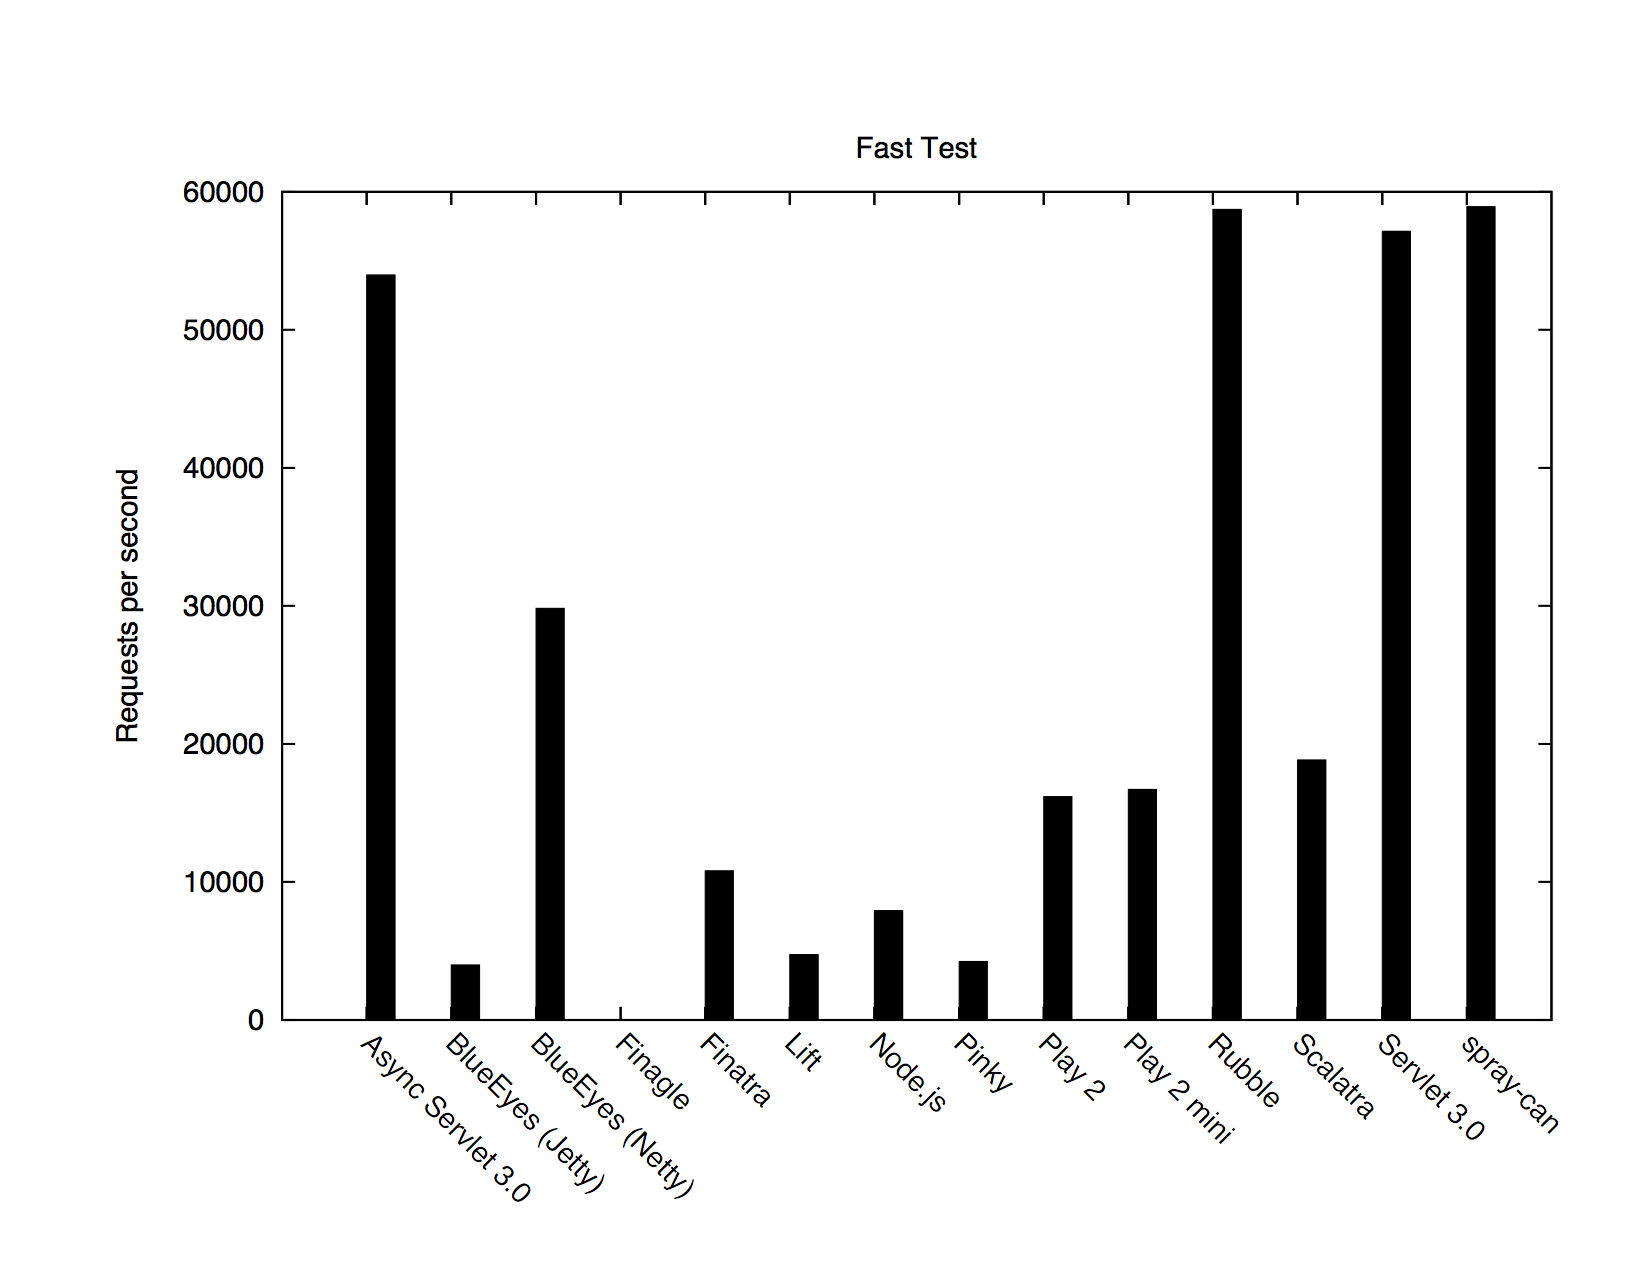 Fast Test
60000
50000
40000
30000
20000
10000
0
Requests per second
Async Servlet 3.0
BlueEyes (Jetty)
BlueEyes (Netty)
Finagle
Finatra
Lift
Node.js
Pinky
Play 2
Play 2 mini
Rubble
Scalatra
Servlet 3.0
spray-can